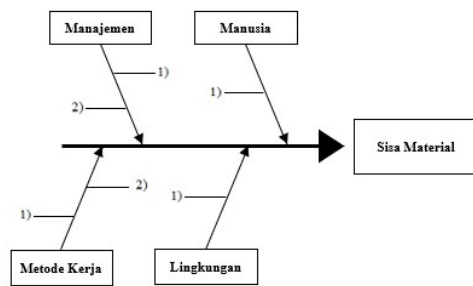 Manajemen
Manusia
1)
1)
2)
Sisa Material
2)
1)
1)
Metode Kerja
Lingkungan